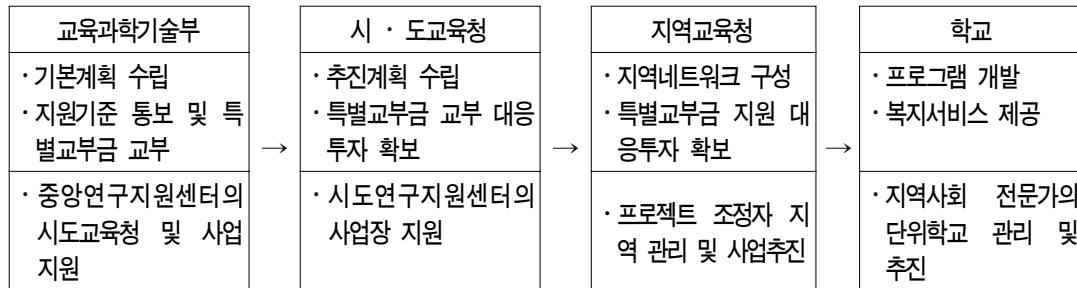 교육과학기술부
· 기본계획 수립
· 지원기준 통보 및 특
별교부금 교부
· 중앙연구지원센터의
시도교육청 및 사업
지원
→
시 · 도교육청
· 추진계획 수립
· 특별교부금 교부 대응
투자 확보
· 시도연구지원센터의
사업장 지원
→
지역교육청
· 지역네트워크 구성
· 특별교부금 지원 대
응투자 확보
· 프로젝트 조정자 지
역 관리 및 사업추진
→
학교
· 프로그램 개발
· 복지서비스 제공
· 지역사회 전문가의
단위학교 관리 및
추진